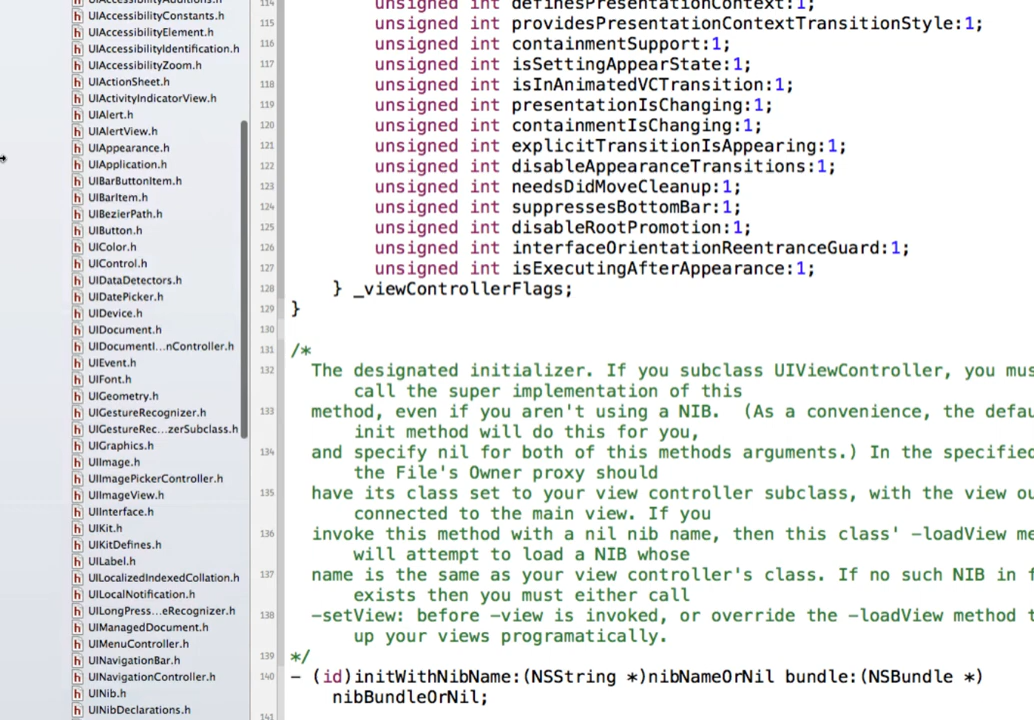 UIAccessibilityAdditions.h
UIAccessibilityConstants.h
UIAccessibilityElement.h
UIAccessibilityIdentification.h
UIAccessibilityZoom.h
UIActionSheet.h
UIActivityIndicatorView.h
UIAlert.h
UIAlertView.h
UIAppearance.h
UIApplication.h
UIBarButtonItem.h
UIBarItem.h
UIBezierPath.h
UIButton.h
UIColor.h
UIControl.h
UIDataDetectors.h
UIDatePicker.h
UIDevice.h
UIDocument.h
UIDocumentI...nController.h
UIEvent.h
UIFont.h
UIGeometry.h
UIGestureRecognizer.h
UIGestureRec...zerSubclass.h
UIGraphics.h
UIImage.h
UIImagePickerController.h
UIImageView.h
UIInterface.h
UIKit.h
UIKitDefines.h
UILabel.h
UILocalizedIndexedCollation.h
UILocalNotification.h
UILongPress...eRecognizer.h
UIManagedDocument.h
UIMenuController.h
UINavigationBar.h
UINavigationController.h
UINib.h
UINibDeclarations.h
114 unsigned int definesPresentationContext:1;
115 unsigned int providesPresentationContextTransitionStyle:1;
116 unsigned int containmentSupport:1;
117 unsigned int isSettingAppearState:1;
118 unsigned int isInAnimatedVCTransition:1;
119 unsigned int presentationIsChanging:1;
120 unsigned int containmentIsChanging:1;
121 unsigned int explicitTransitionIsAppearing:1;
122 unsigned int disableAppearanceTransitions:1;
123 unsigned int needsDidMoveCleanup:1;
124 unsigned int suppressesBottomBar:1;
125 unsigned int disableRootPromotion:1;
126 unsigned int interfaceOrientationReentranceGuard:1;
127 unsigned int isExecutingAfterAppearance:1;
128 } _viewControllerFlags;
129 }
130
131 /*
132 The designated initializer. If you subclass UIViewController, you mus
call the super implementation of this
133 method, even if you aren't using a NIB. (As a convenience, the defau
init method will do this for you,
134 and specify nil for both of this methods arguments.) In the specified
the File's Owner proxy should
135 have its class set to your view controller subclass, with the view ou
connected to the main view. If you
136 invoke this method with a nil nib name, then this class' -loadView me
will attempt to load a NIB whose
137 name is the same as your view controller's class. If no such NIB in f
exists then you must either call
138 -setView: before -view is invoked, or override the -loadView method t
up your views programatically.
139 */
140 - (id)initWithNibName:(NSString *)nibNameOrNil bundle:(NSBundle *)
nibBundleOrNil;
141